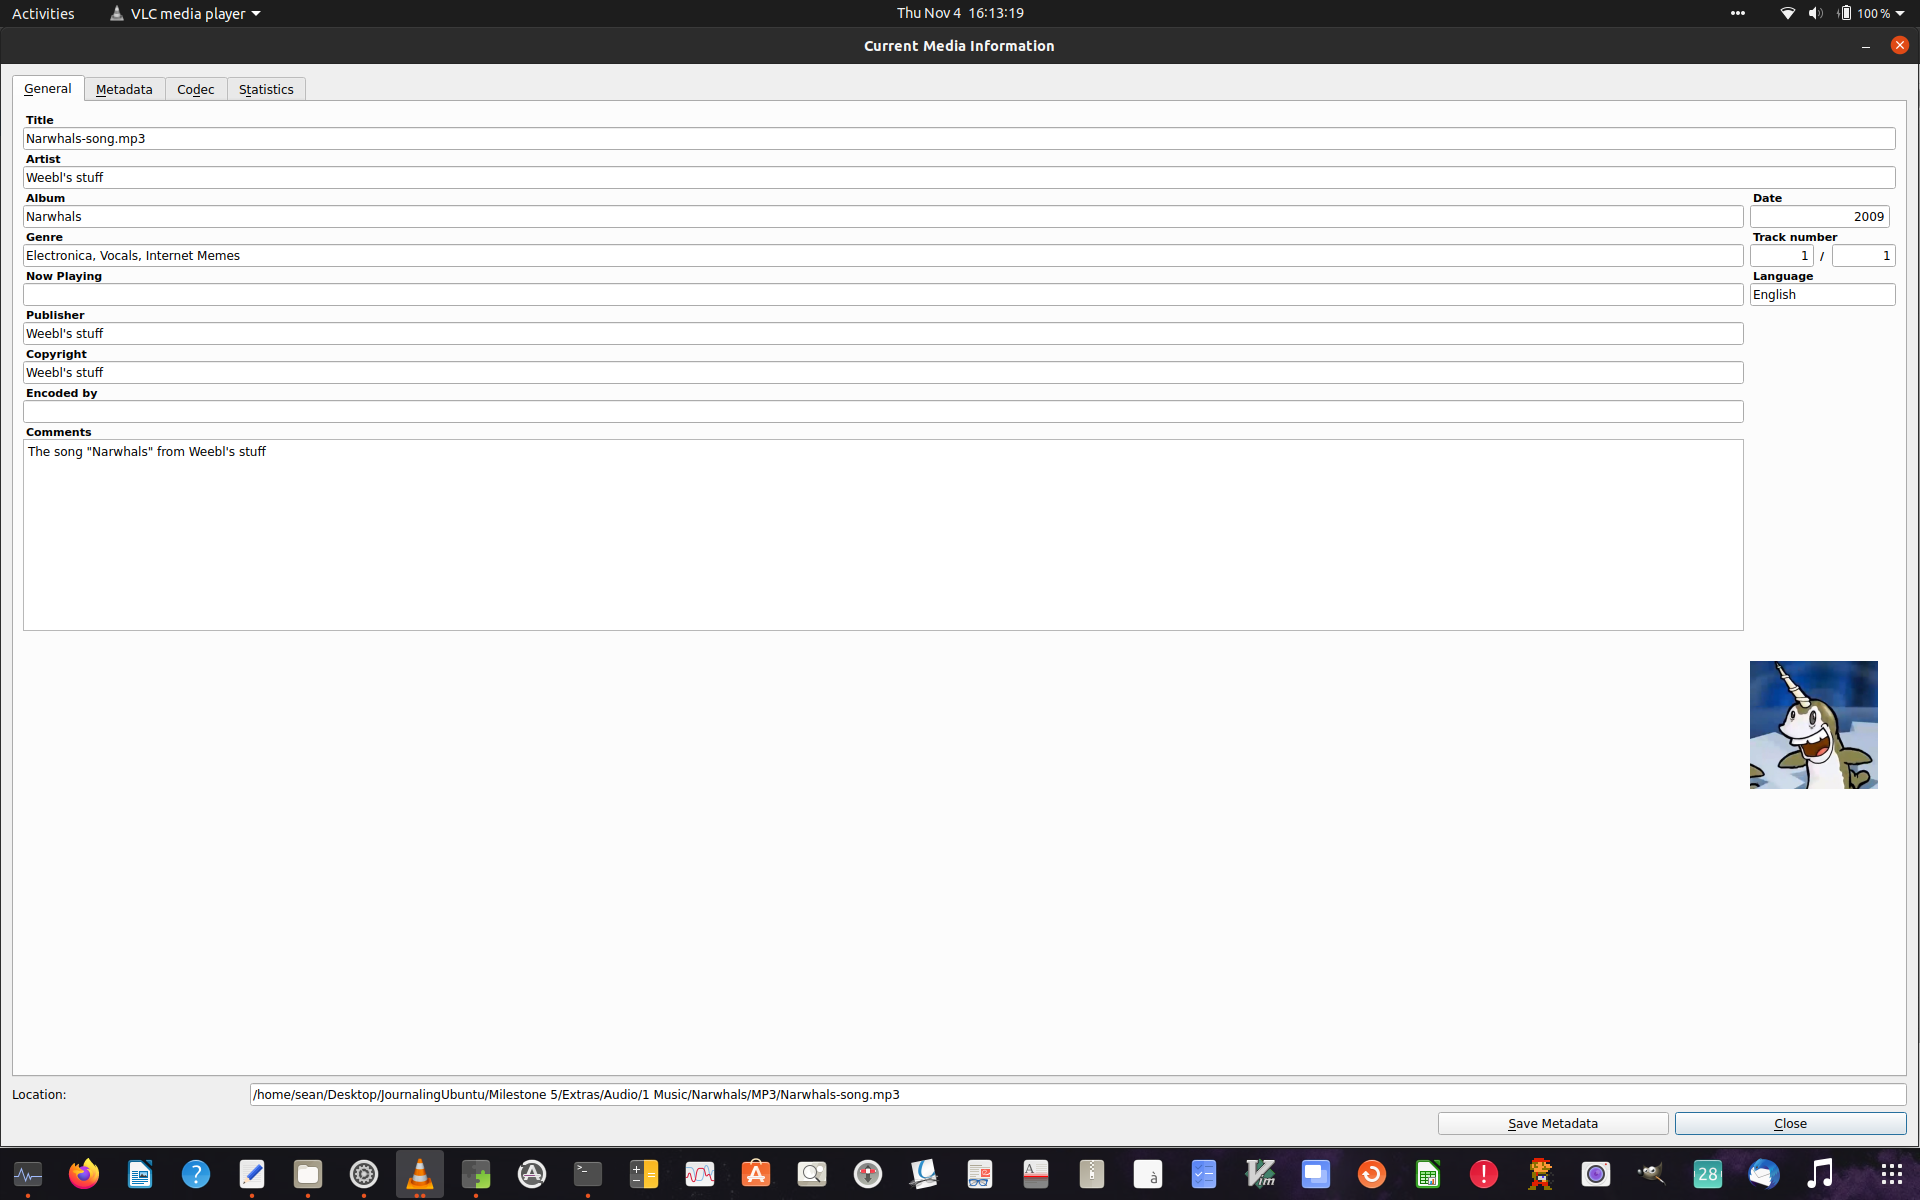 Activities VLC media player Thu Nov 4 16:13:19 100 %
Current Media Information
General Metadata Codec Statistics
Title
Narwhals-song.mp3
Artist
Weebl's stuff
Album Date
Narwhals 2009
Genre Track number
Electronica, Vocals, Internet Memes 1 / 1
Now Playing Language
English
Publisher
Weebl's stuff
Copyright
Weebl's stuff
Encoded by
Comments
The song "Narwhals" from Weebl's stuff
Location: /home/sean/Desktop/JournalingUbuntu/Milestone 5/Extras/Audio/1 Music/Narwhals/MP3/Narwhals-song.mp3
Save Metadata Close
28